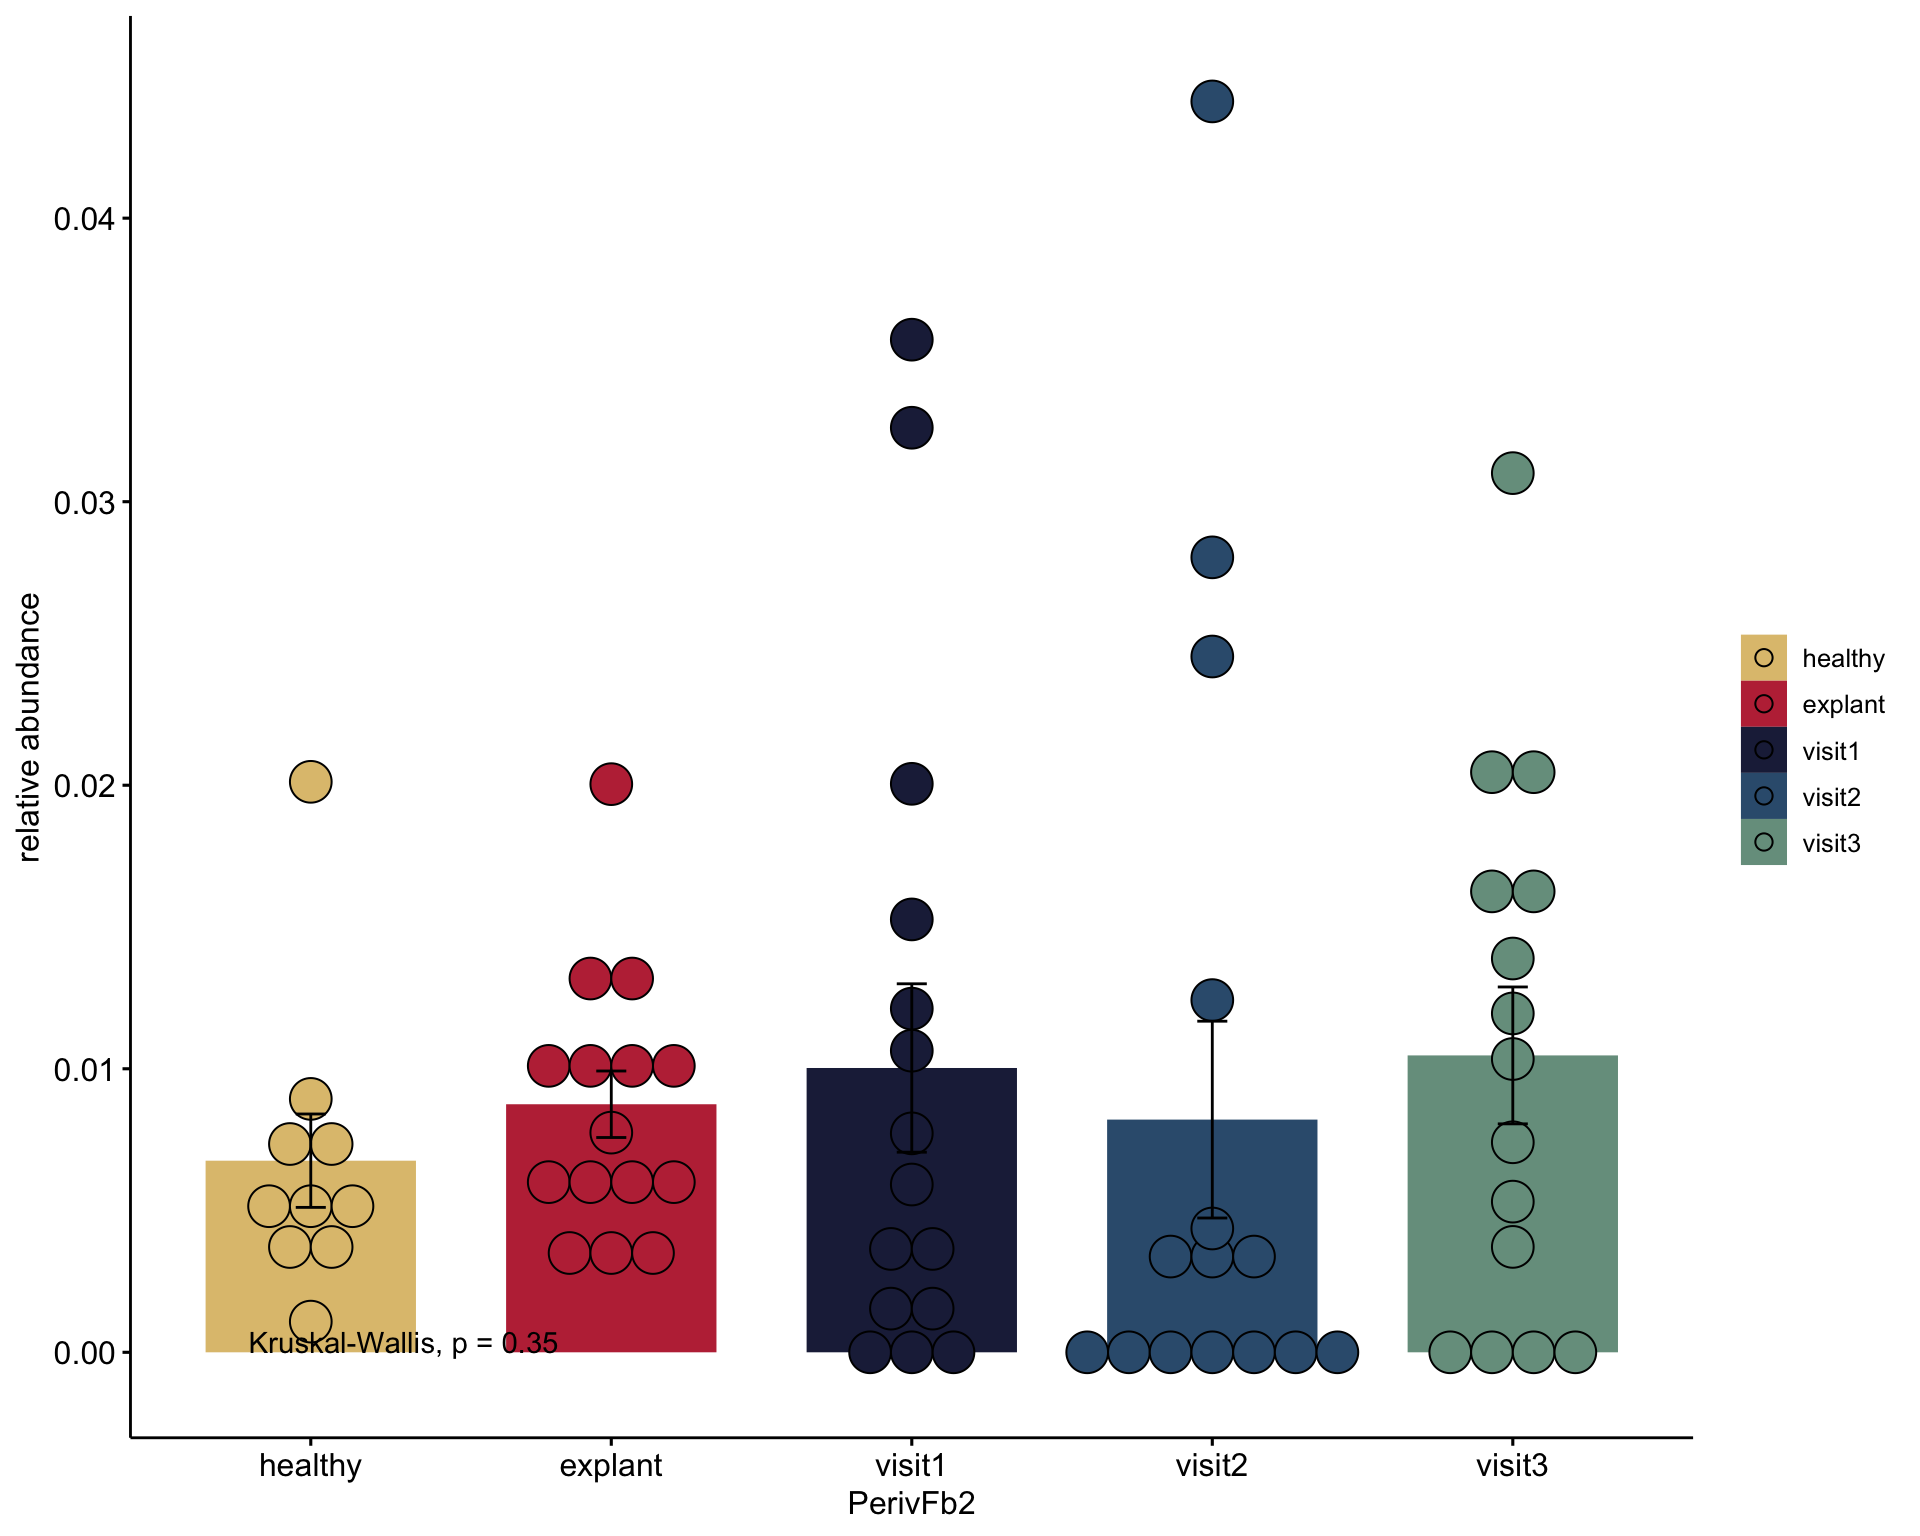 0.04
0.03
0.02
0.01
0.00
relative abundance
Kruskal-Wallis, p = 0.35
healthy
explant
visit1
visit2
visit3
PerivFb2
healthy
explant
visit1
visit2
visit3